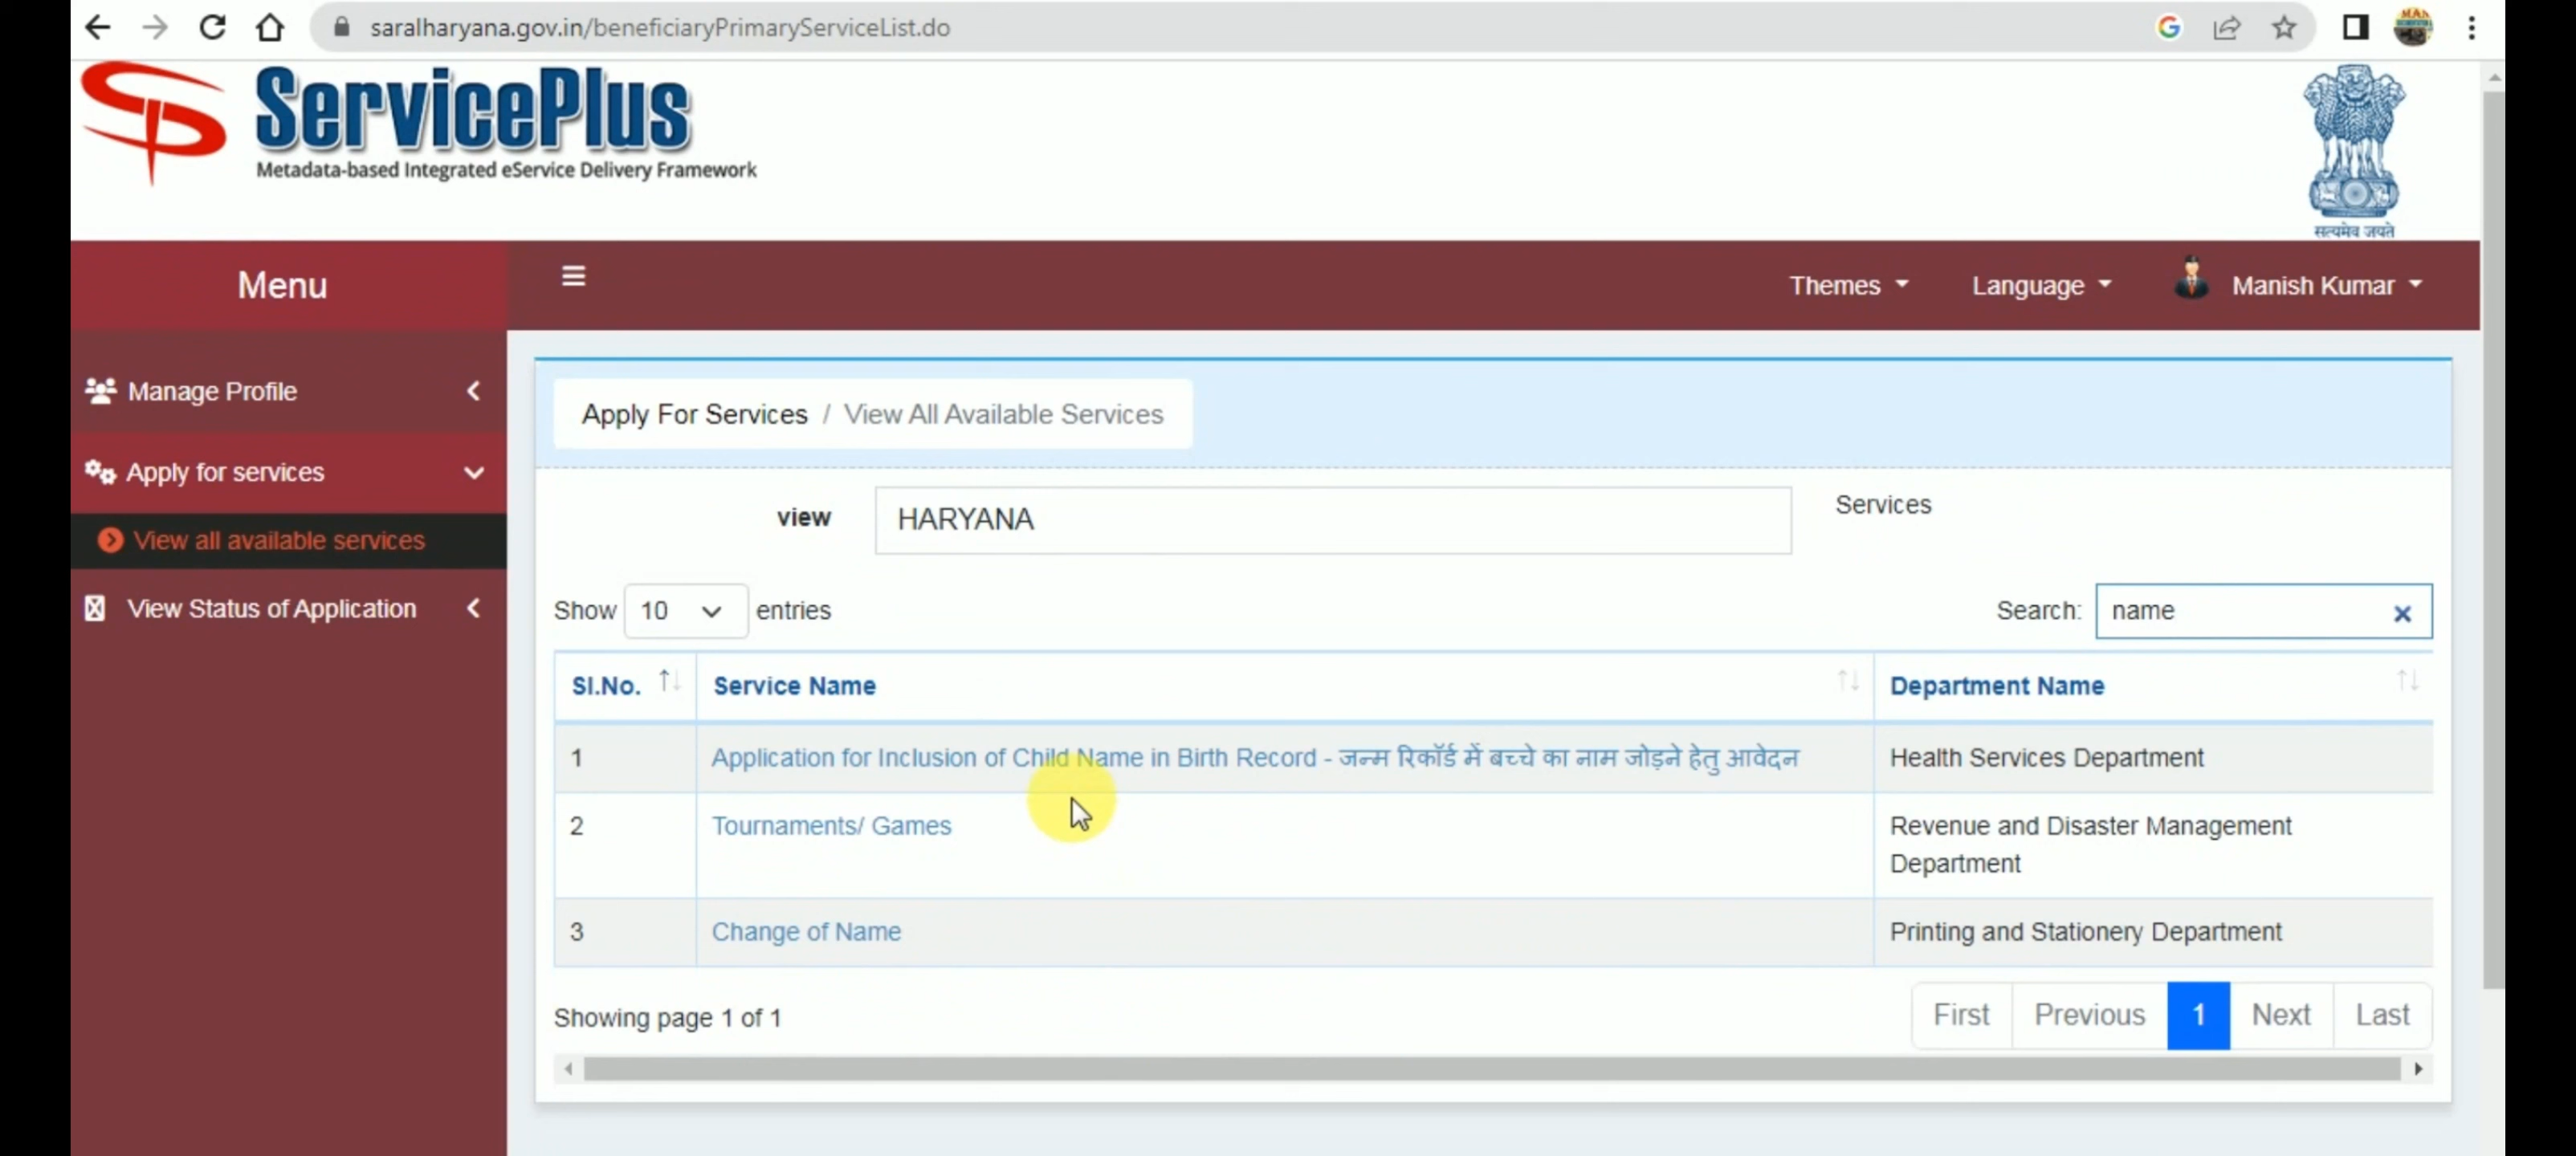 saralharyana.gov.in/beneficiaryPrimaryServiceList.do
ServicePlus
Metadata-based Integrated eService Delivery Framework
सत्यमेव जयते
Menu
Themes
Language
Manish Kumar
Manage Profile
Apply for services
View all available services
View Status of Application
Apply For Services / View All Available Services
view HARYANA Services
Show 10 entries
Search: name
Sl.No. Service Name Department Name
1 Application for Inclusion of Child Name in Birth Record - जन्म रिकॉर्ड में बच्चे का नाम जोड़ने हेतु आवेदन Health Services Department
2 Tournaments/ Games Revenue and Disaster Management
Department
3 Change of Name Printing and Stationery Department
Showing page 1 of 1
First Previous 1 Next Last